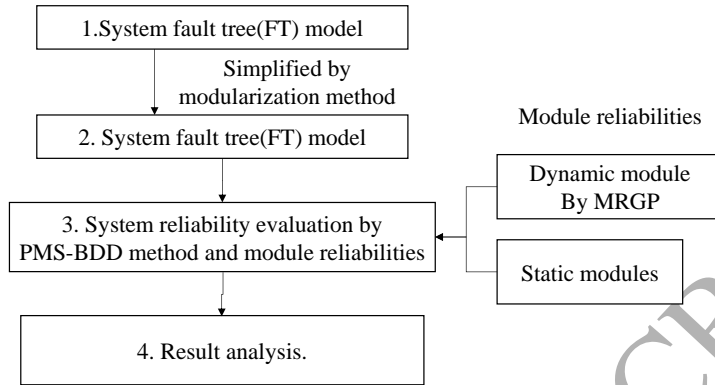 1.System fault tree(FT) model
Simplified by
modularization method
2. System fault tree(FT) model
Module reliabilities
Dynamic module
By MRGP
3. System reliability evaluation by
PMS-BDD method and module reliabilities
Static modules
4. Result analysis.